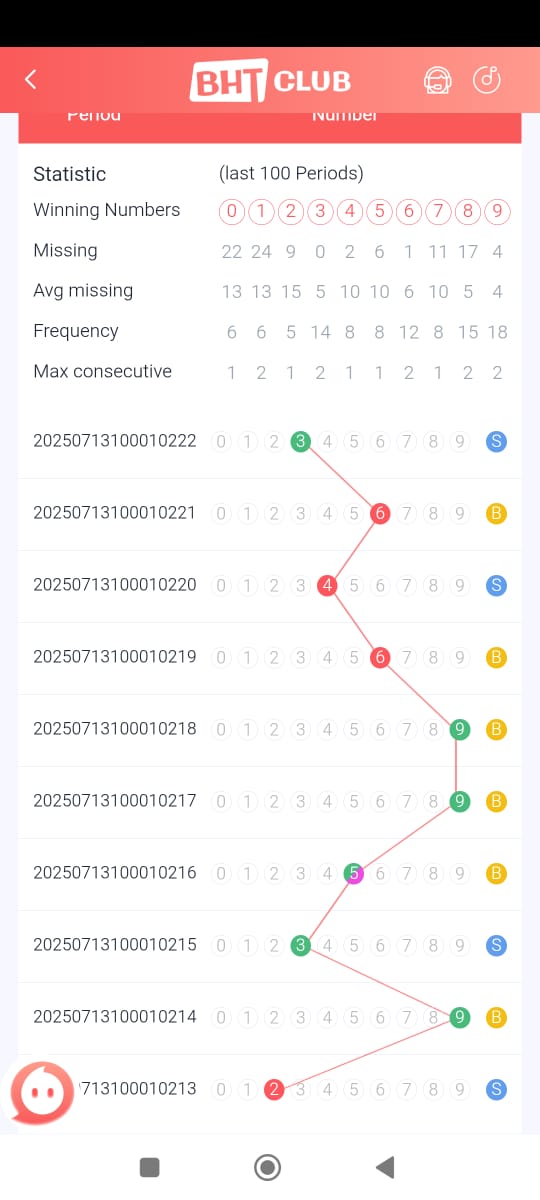 BHT CLUB
Period Number
Statistic (last 100 Periods)
Winning Numbers 0 1 2 3 4 5 6 7 8 9
Missing 22 24 9 0 2 6 1 11 17 4
Avg missing 13 13 15 5 10 10 6 10 5 4
Frequency 6 6 5 14 8 8 12 8 15 18
Max consecutive 1 2 1 2 1 1 2 1 2 2
20250713100010222 0 1 2 3 4 5 6 7 8 9 S
20250713100010221 0 1 2 3 4 5 6 7 8 9 B
20250713100010220 0 1 2 3 4 5 6 7 8 9 S
20250713100010219 0 1 2 3 4 5 6 7 8 9 B
20250713100010218 0 1 2 3 4 5 6 7 8 9 B
20250713100010217 0 1 2 3 4 5 6 7 8 9 B
20250713100010216 0 1 2 3 4 5 6 7 8 9 B
20250713100010215 0 1 2 3 4 5 6 7 8 9 S
20250713100010214 0 1 2 3 4 5 6 7 8 9 B
713100010213 0 1 2 3 4 5 6 7 8 9 S